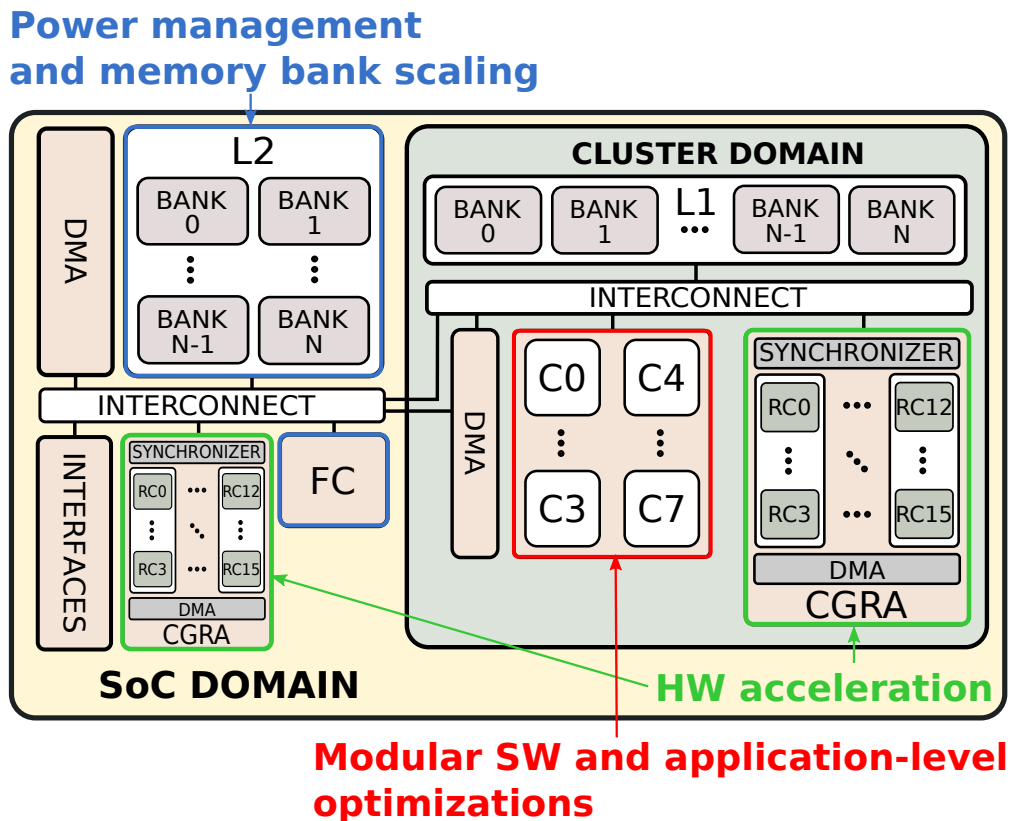 Power management
and memory bank scaling
DMA
L2
BANK
0
BANK
1
BANK
N-1
BANK
N
INTERCONNECT
INTERFACES
SYNCHRONIZER
RC0
RC12
RC3
RC15
DMA
CGRA
FC
SoC DOMAIN
CLUSTER DOMAIN
BANK
0
BANK
1
L1
BANK
N-1
BANK
N
INTERCONNECT
DMA
C0
C4
C3
C7
SYNCHRONIZER
RC0
RC12
RC3
RC15
DMA
CGRA
HW acceleration
Modular SW and application-level
optimizations